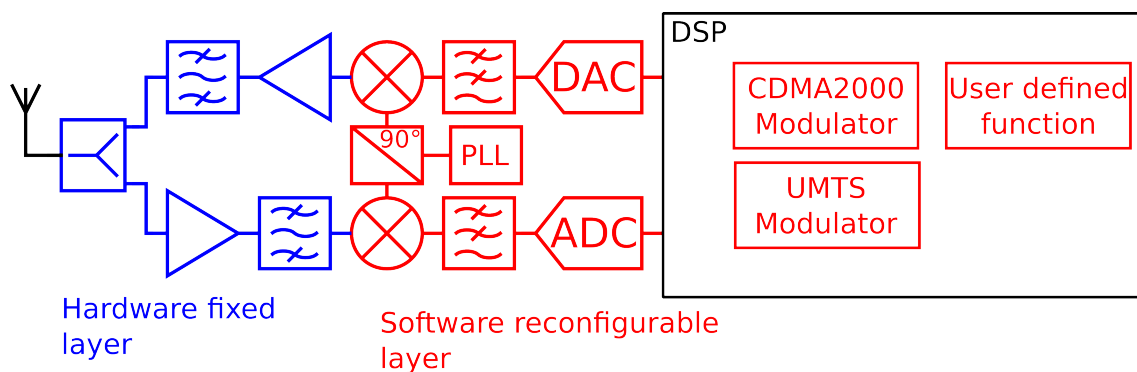 DSP
DAC
CDMA2000
Modulator
User defined
function
90°
PLL
UMTS
Modulator
ADC
Hardware fixed
layer
Software reconfigurable
layer